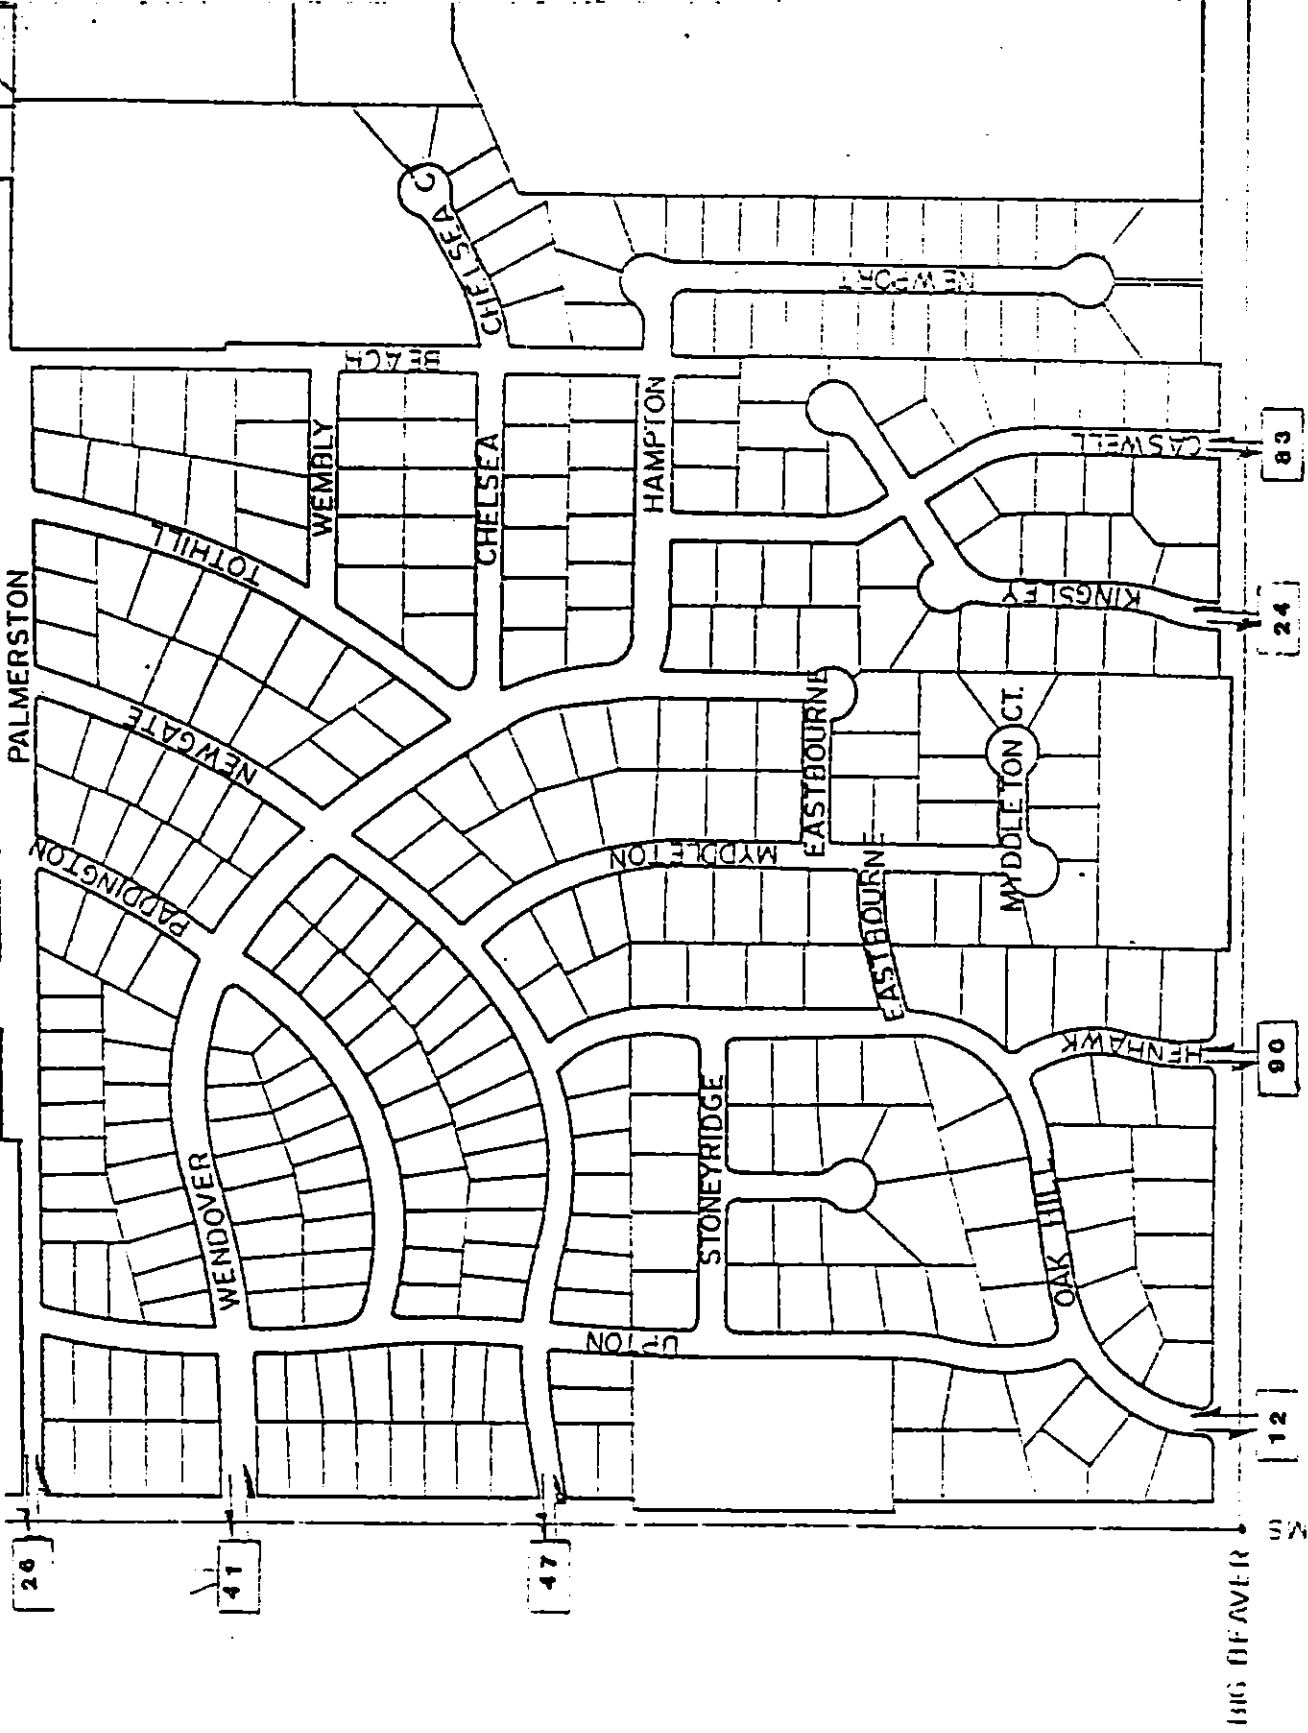 PALMERSTON
TOTHILL
NEWGATE
PADDINGTON
WENDOVER
WEMBLY
BEACH
CHELSEA C
CHELSEA
HAMPTON
NEWPORT
CASWELL
KINGSLEY
EASTBOURNE
MYDDLETON
EASTBOURNE
MYDDLETON CT.
STONEYRIDGE
UPTON
OAK HILL
HENHAWK
26
41
47
12
90
24
83
BIG BEAVER